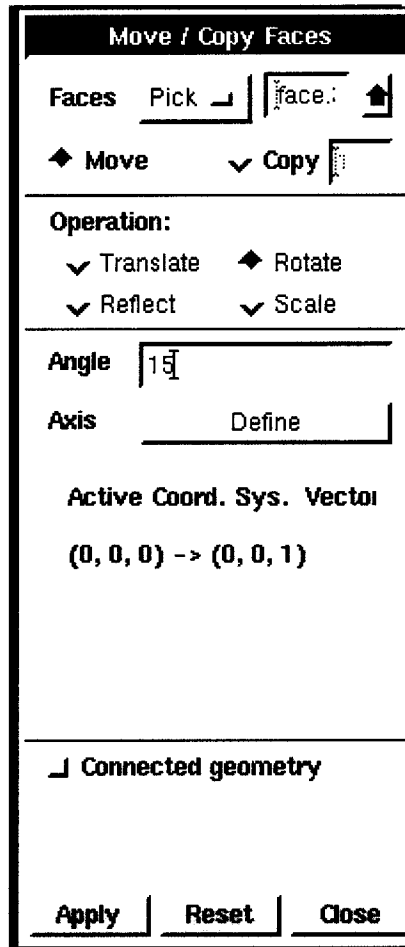 Move / Copy Faces
Faces Pick face.
Move Copy
Operation:
Translate Rotate
Reflect Scale
Angle 15
Axis Define
Active Coord. Sys. Vector
(0, 0, 0) -> (0, 0, 1)
Connected geometry
Apply Reset Close